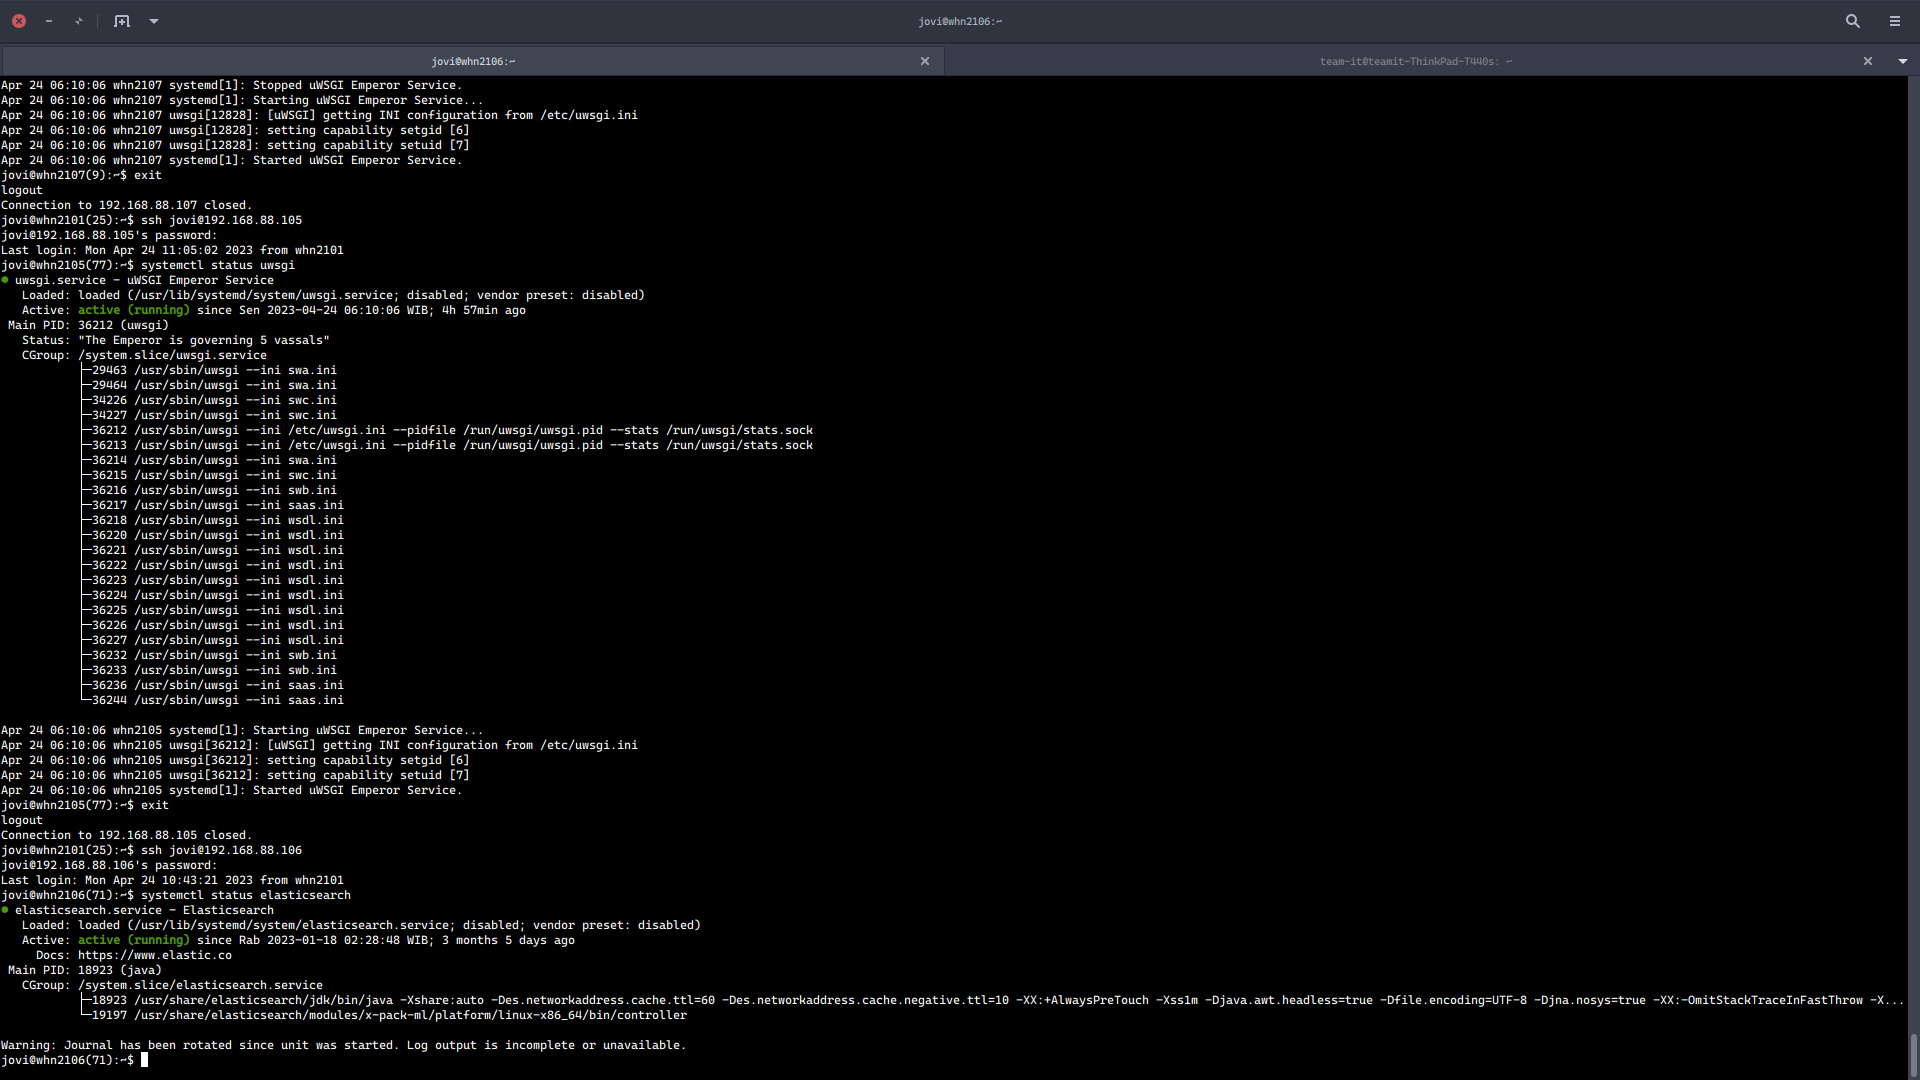 jovi@whn2106:~
jovi@whn2106:~
team-it@teamit-ThinkPad-T440s: ~
Apr 24 06:10:06 whn2107 systemd[1]: Stopped uWSGI Emperor Service.
Apr 24 06:10:06 whn2107 systemd[1]: Starting uWSGI Emperor Service...
Apr 24 06:10:06 whn2107 uwsgi[12828]: [uWSGI] getting INI configuration from /etc/uwsgi.ini
Apr 24 06:10:06 whn2107 uwsgi[12828]: setting capability setgid [6]
Apr 24 06:10:06 whn2107 uwsgi[12828]: setting capability setuid [7]
Apr 24 06:10:06 whn2107 systemd[1]: Started uWSGI Emperor Service.
jovi@whn2107(9):~$ exit
logout
Connection to 192.168.88.107 closed.
jovi@whn2101(25):~$ ssh jovi@192.168.88.105
jovi@192.168.88.105's password:
Last login: Mon Apr 24 11:05:02 2023 from whn2101
jovi@whn2105(77):~$ systemctl status uwsgi
● uwsgi.service - uWSGI Emperor Service
   Loaded: loaded (/usr/lib/systemd/system/uwsgi.service; disabled; vendor preset: disabled)
   Active: active (running) since Sen 2023-04-24 06:10:06 WIB; 4h 57min ago
 Main PID: 36212 (uwsgi)
   Status: "The Emperor is governing 5 vassals"
   CGroup: /system.slice/uwsgi.service
           ├─29463 /usr/sbin/uwsgi --ini swa.ini
           ├─29464 /usr/sbin/uwsgi --ini swa.ini
           ├─34226 /usr/sbin/uwsgi --ini swc.ini
           ├─34227 /usr/sbin/uwsgi --ini swc.ini
           ├─36212 /usr/sbin/uwsgi --ini /etc/uwsgi.ini --pidfile /run/uwsgi/uwsgi.pid --stats /run/uwsgi/stats.sock
           ├─36213 /usr/sbin/uwsgi --ini /etc/uwsgi.ini --pidfile /run/uwsgi/uwsgi.pid --stats /run/uwsgi/stats.sock
           ├─36214 /usr/sbin/uwsgi --ini swa.ini
           ├─36215 /usr/sbin/uwsgi --ini swc.ini
           ├─36216 /usr/sbin/uwsgi --ini swb.ini
           ├─36217 /usr/sbin/uwsgi --ini saas.ini
           ├─36218 /usr/sbin/uwsgi --ini wsdl.ini
           ├─36220 /usr/sbin/uwsgi --ini wsdl.ini
           ├─36221 /usr/sbin/uwsgi --ini wsdl.ini
           ├─36222 /usr/sbin/uwsgi --ini wsdl.ini
           ├─36223 /usr/sbin/uwsgi --ini wsdl.ini
           ├─36224 /usr/sbin/uwsgi --ini wsdl.ini
           ├─36225 /usr/sbin/uwsgi --ini wsdl.ini
           ├─36226 /usr/sbin/uwsgi --ini wsdl.ini
           ├─36227 /usr/sbin/uwsgi --ini wsdl.ini
           ├─36232 /usr/sbin/uwsgi --ini swb.ini
           ├─36233 /usr/sbin/uwsgi --ini swb.ini
           ├─36236 /usr/sbin/uwsgi --ini saas.ini
           └─36244 /usr/sbin/uwsgi --ini saas.ini
Apr 24 06:10:06 whn2105 systemd[1]: Starting uWSGI Emperor Service...
Apr 24 06:10:06 whn2105 uwsgi[36212]: [uWSGI] getting INI configuration from /etc/uwsgi.ini
Apr 24 06:10:06 whn2105 uwsgi[36212]: setting capability setgid [6]
Apr 24 06:10:06 whn2105 uwsgi[36212]: setting capability setuid [7]
Apr 24 06:10:06 whn2105 systemd[1]: Started uWSGI Emperor Service.
jovi@whn2105(77):~$ exit
logout
Connection to 192.168.88.105 closed.
jovi@whn2101(25):~$ ssh jovi@192.168.88.106
jovi@192.168.88.106's password:
Last login: Mon Apr 24 10:43:21 2023 from whn2101
jovi@whn2106(71):~$ systemctl status elasticsearch
● elasticsearch.service - Elasticsearch
   Loaded: loaded (/usr/lib/systemd/system/elasticsearch.service; disabled; vendor preset: disabled)
   Active: active (running) since Rab 2023-01-18 02:28:48 WIB; 3 months 5 days ago
     Docs: https://www.elastic.co
 Main PID: 18923 (java)
   CGroup: /system.slice/elasticsearch.service
           ├─18923 /usr/share/elasticsearch/jdk/bin/java -Xshare:auto -Des.networkaddress.cache.ttl=60 -Des.networkaddress.cache.negative.ttl=10 -XX:+AlwaysPreTouch -Xss1m -Djava.awt.headless=true -Dfile.encoding=UTF-8 -Djna.nosys=true -XX:-OmitStackTraceInFastThrow -X...
           └─19197 /usr/share/elasticsearch/modules/x-pack-ml/platform/linux-x86_64/bin/controller
Warning: Journal has been rotated since unit was started. Log output is incomplete or unavailable.
jovi@whn2106(71):~$